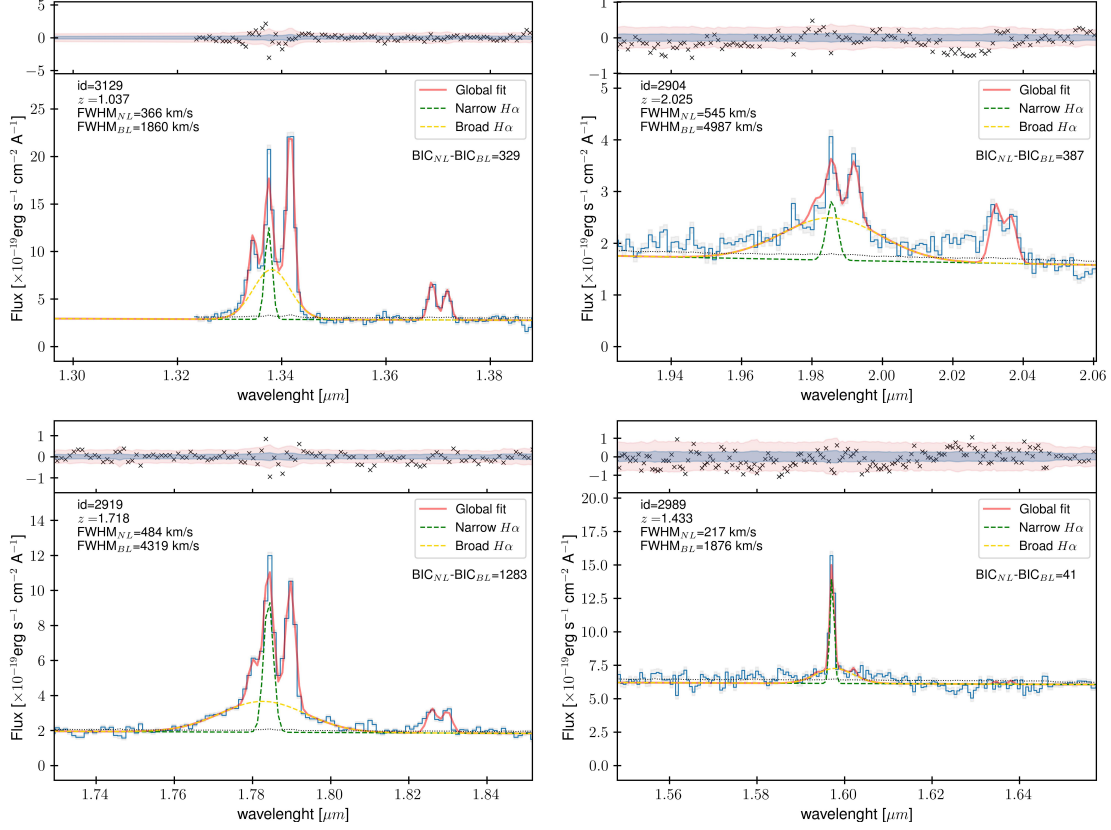 5
0
−5
id=3129
z =1.037
FWHM_NL=366 km/s
FWHM_BL=1860 km/s
Global fit
Narrow Hα
Broad Hα
BIC_NL-BIC_BL=329
25
20
15
10
5
0
Flux [×10⁻¹⁹erg s⁻¹ cm⁻² A⁻¹]
1.30 1.32 1.34 1.36 1.38
wavelenght [μm]
1
0
−1
id=2904
z =2.025
FWHM_NL=545 km/s
FWHM_BL=4987 km/s
Global fit
Narrow Hα
Broad Hα
BIC_NL-BIC_BL=387
5
4
3
2
1
0
Flux [×10⁻¹⁹erg s⁻¹ cm⁻² A⁻¹]
1.94 1.96 1.98 2.00 2.02 2.04 2.06
wavelenght [μm]
1
0
−1
id=2919
z =1.718
FWHM_NL=484 km/s
FWHM_BL=4319 km/s
Global fit
Narrow Hα
Broad Hα
BIC_NL-BIC_BL=1283
14
12
10
8
6
4
2
0
Flux [×10⁻¹⁹erg s⁻¹ cm⁻² A⁻¹]
1.74 1.76 1.78 1.80 1.82 1.84
wavelenght [μm]
1
0
−1
id=2989
z =1.433
FWHM_NL=217 km/s
FWHM_BL=1876 km/s
Global fit
Narrow Hα
Broad Hα
BIC_NL-BIC_BL=41
20.0
17.5
15.0
12.5
10.0
7.5
5.0
2.5
0.0
Flux [×10⁻¹⁹erg s⁻¹ cm⁻² A⁻¹]
1.56 1.58 1.60 1.62 1.64
wavelenght [μm]